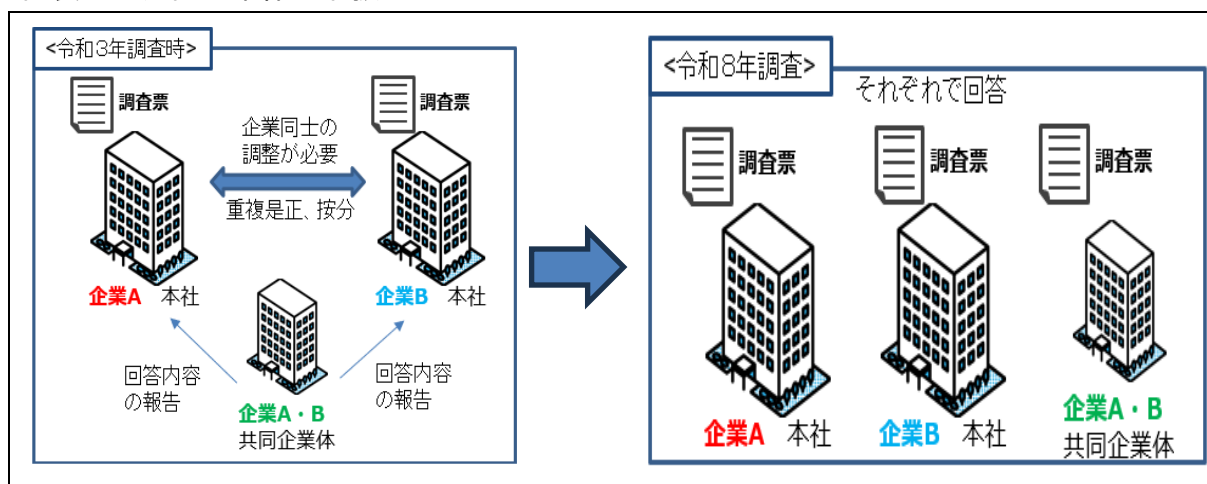 <令和3年調査時>
調査票
調査票
企業同士の
調整が必要
重複是正、按分
企業A 本社
企業B 本社
回答内容
の報告
回答内容
の報告
企業A・B
共同企業体
<令和8年調査>
それぞれで回答
調査票
調査票
調査票
企業A 本社
企業B 本社
企業A・B
共同企業体